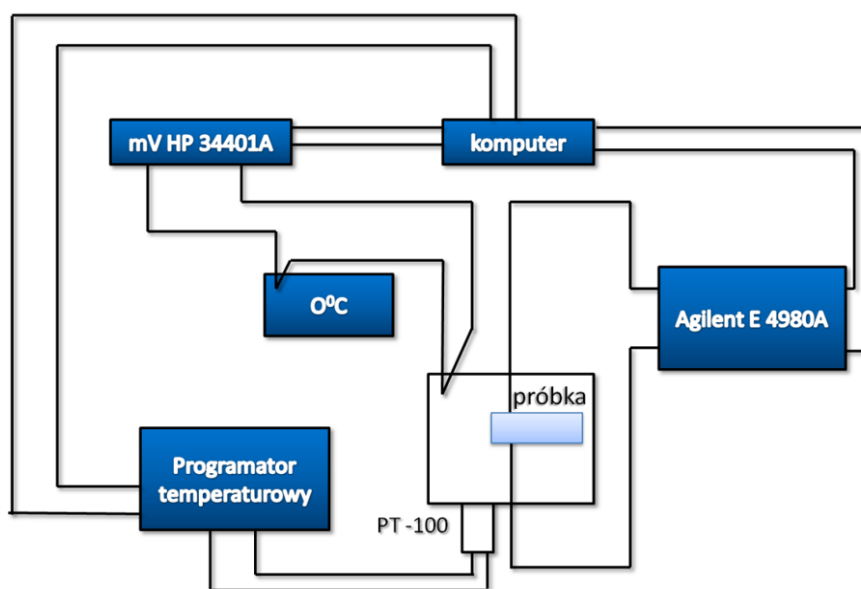 mV HP 34401A
komputer
O⁰C
Agilent E 4980A
próbka
Programator
temperaturowy
PT -100